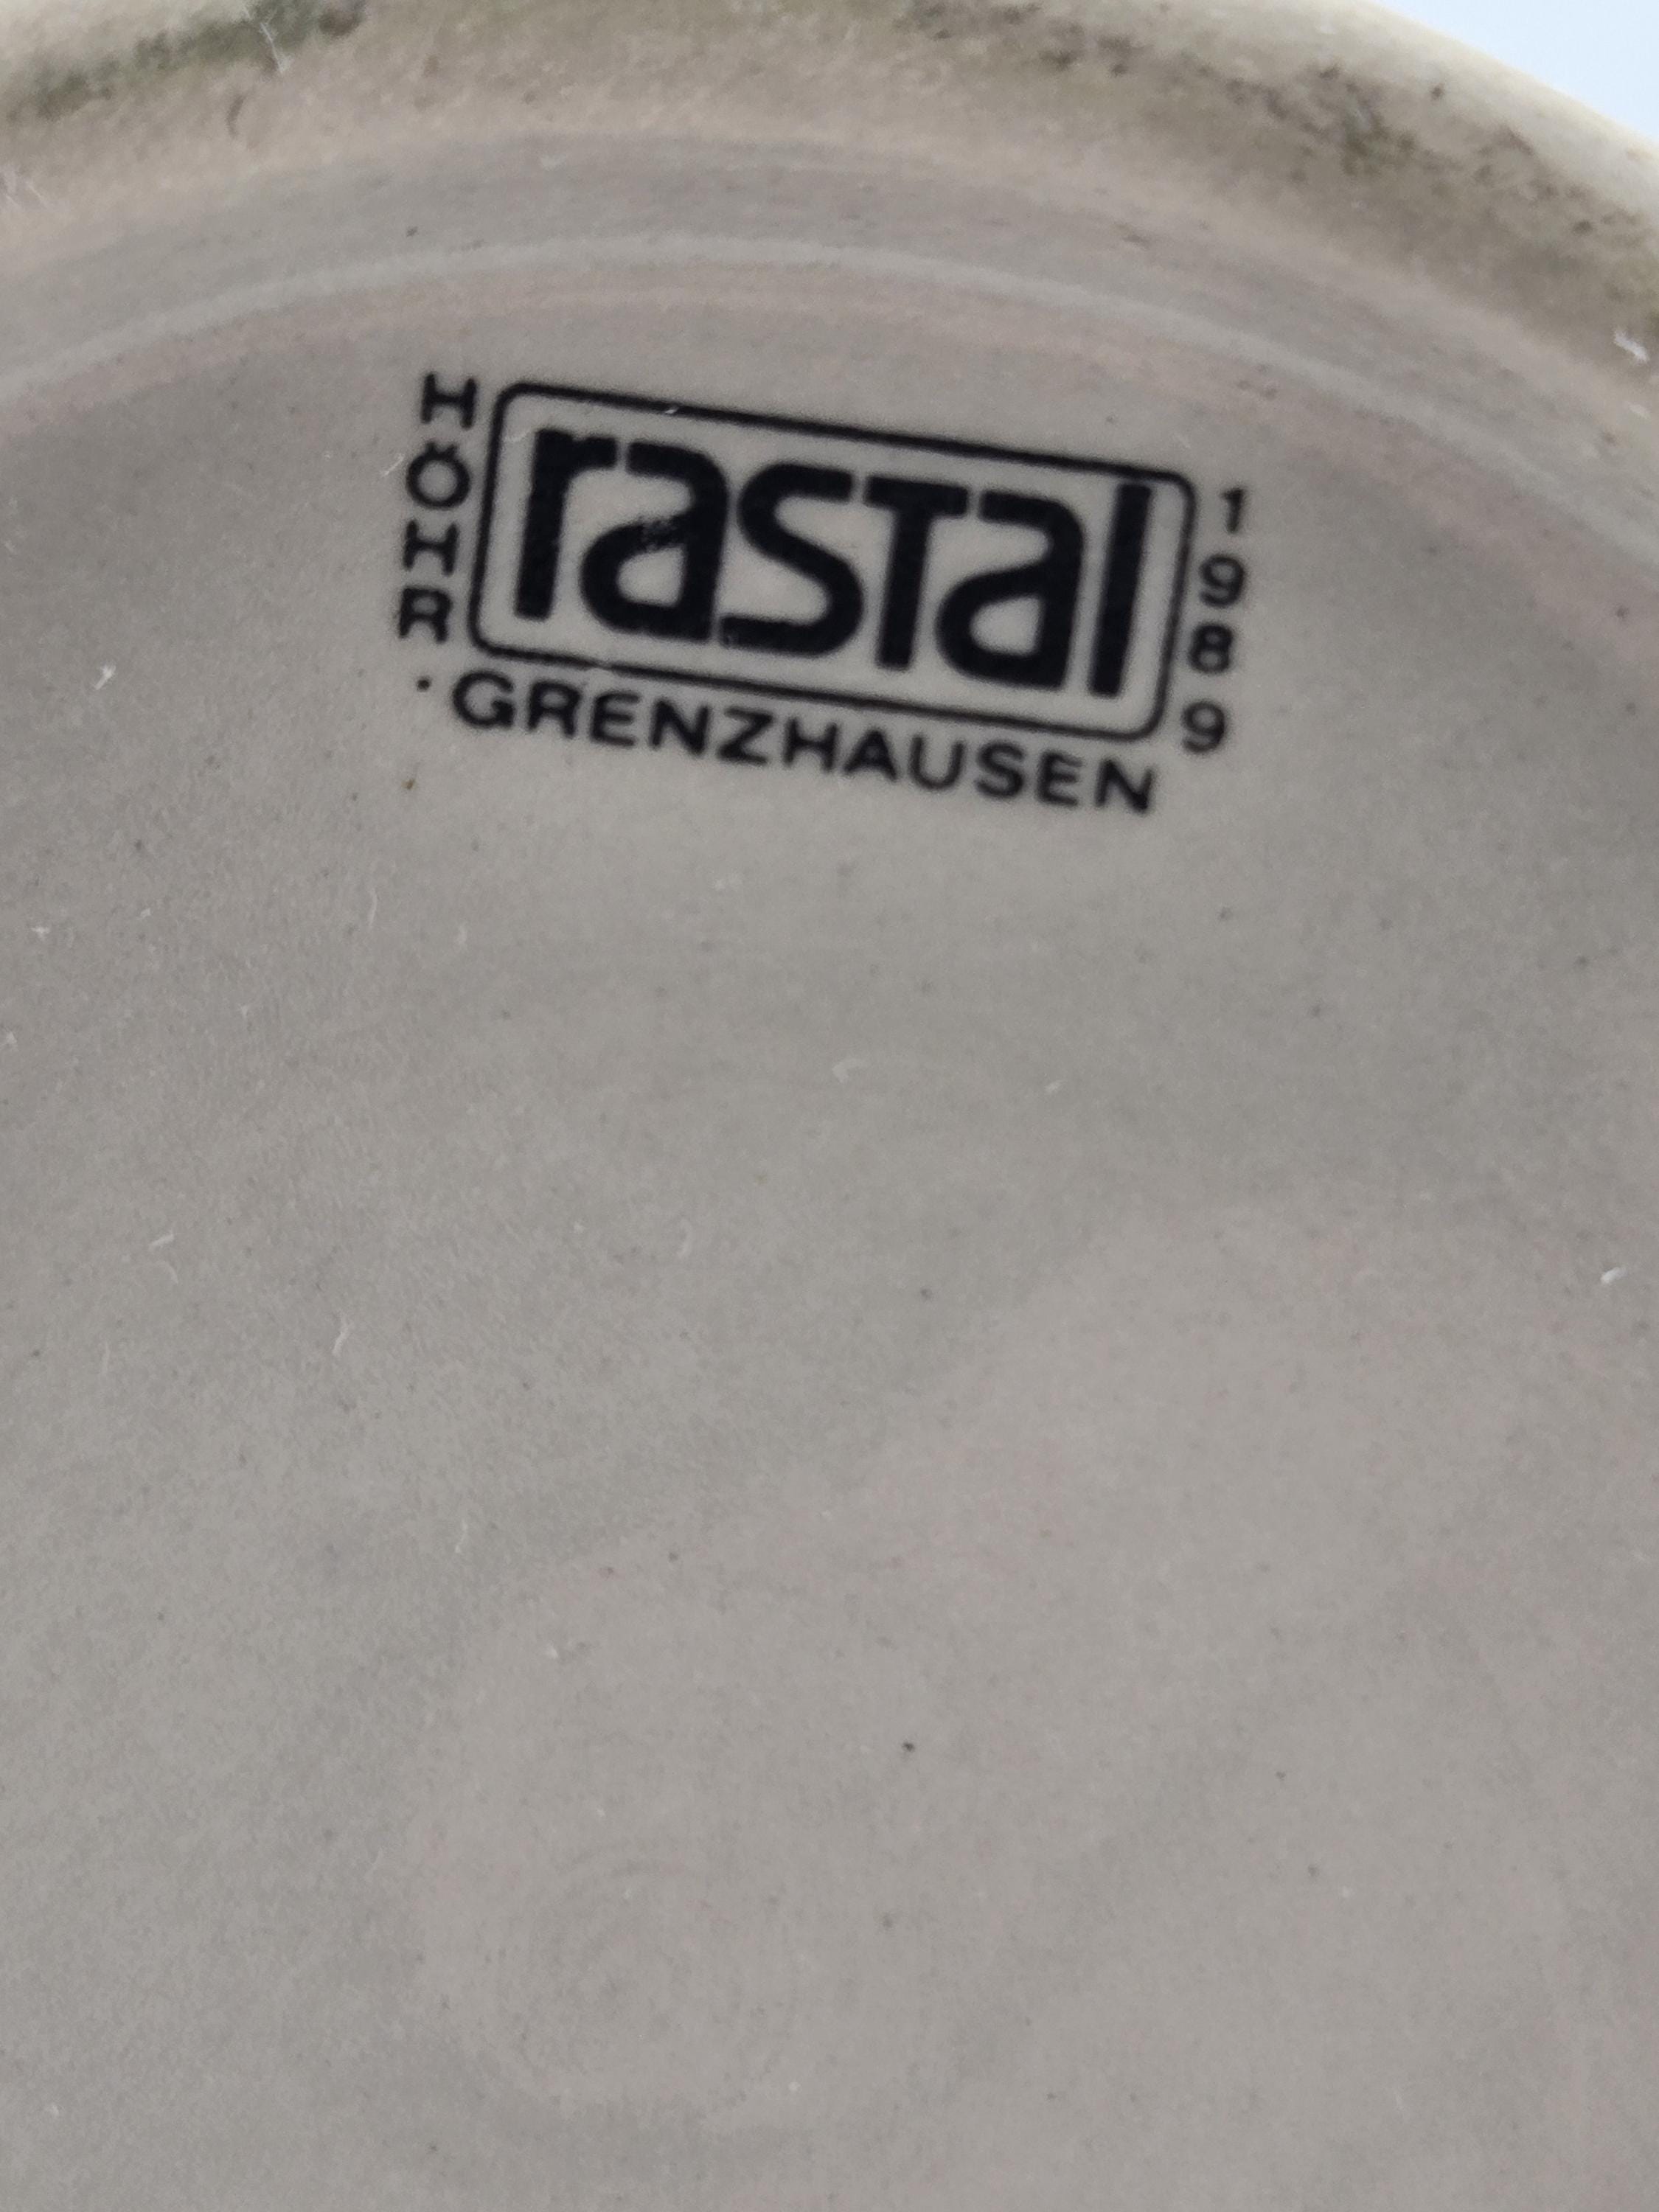 HÖHR
rastal
1989
·GRENZHAUSEN